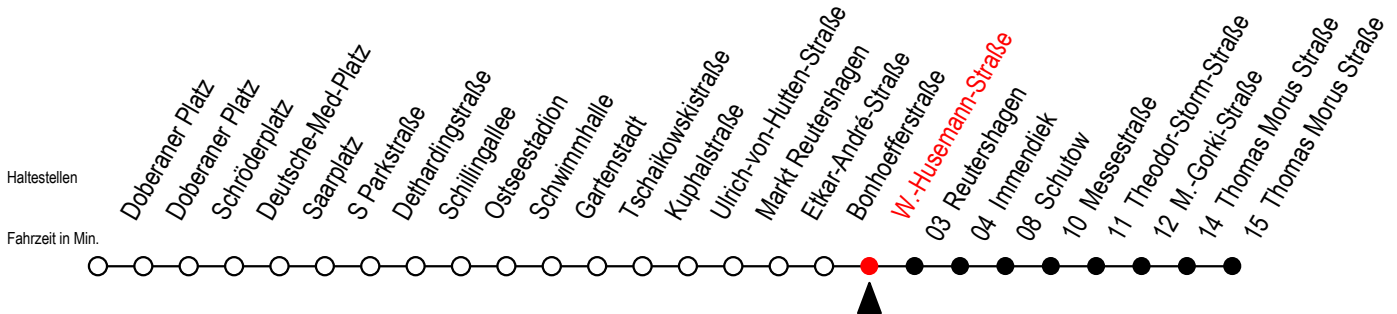 Haltestellen
Fahrzeit in Min.
Doberaner Platz
Doberaner Platz
Schröderplatz
Deutsche-Med-Platz
Saarplatz
S Parkstraße
Dethardingstraße
Schillingallee
Ostseestadion
Schwimmhalle
Gartenstadt
Tschaikowskistraße
Kuphalstraße
Ulrich-von-Hutten-Straße
Markt Reutershagen
Etkar-André-Straße
Bonhoefferstraße
W.-Husemann-Straße
03 Reutershagen
04 Immendiek
08 Schutow
10 Messestraße
11 Theodor-Storm-Straße
12 M.-Gorki-Straße
14 Thomas Morus Straße
15 Thomas Morus Straße